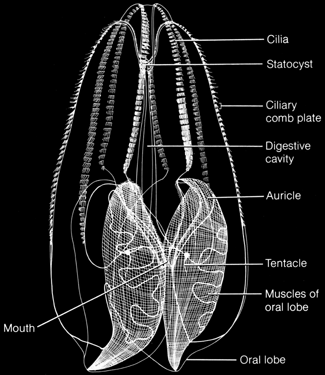 Cilia
Statocyst
Ciliary
comb plate
Digestive
cavity
Auricle
Tentacle
Muscles of
oral lobe
Mouth
Oral lobe